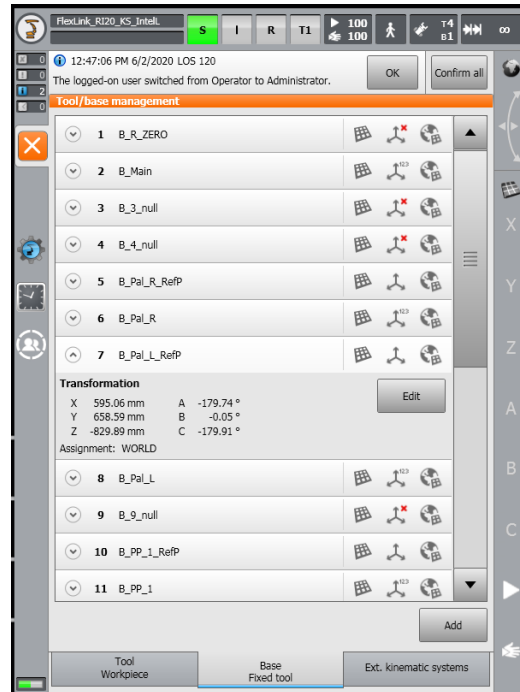 FlexLink_RI20_KS_IntelL
S
I
R
T1
100
100
T4
B1
∞
0
0
2
0
12:47:06 PM 6/2/2020 LOS 120
The logged-on user switched from Operator to Administrator.
OK
Confirm all
Tool/base management
1 B_R_ZERO
2 B_Main
123
3 B_3_null
4 B_4_null
5 B_Pal_R_RefP
6 B_Pal_R
123
7 B_Pal_L_RefP
Transformation
X 595.06 mm A -179.74 °
Y 658.59 mm B -0.05 °
Z -829.89 mm C -179.91 °
Assignment: WORLD
Edit
8 B_Pal_L
123
9 B_9_null
10 B_PP_1_RefP
11 B_PP_1
123
Add
Tool
Workpiece
Base
Fixed tool
Ext. kinematic systems
X
Y
Z
A
B
C